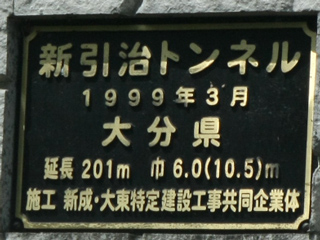 新引治トンネル
1999年3月
大分県
延長 201m 巾 6.0(10.5)m
施工 新成・大東特定建設工事共同企業体